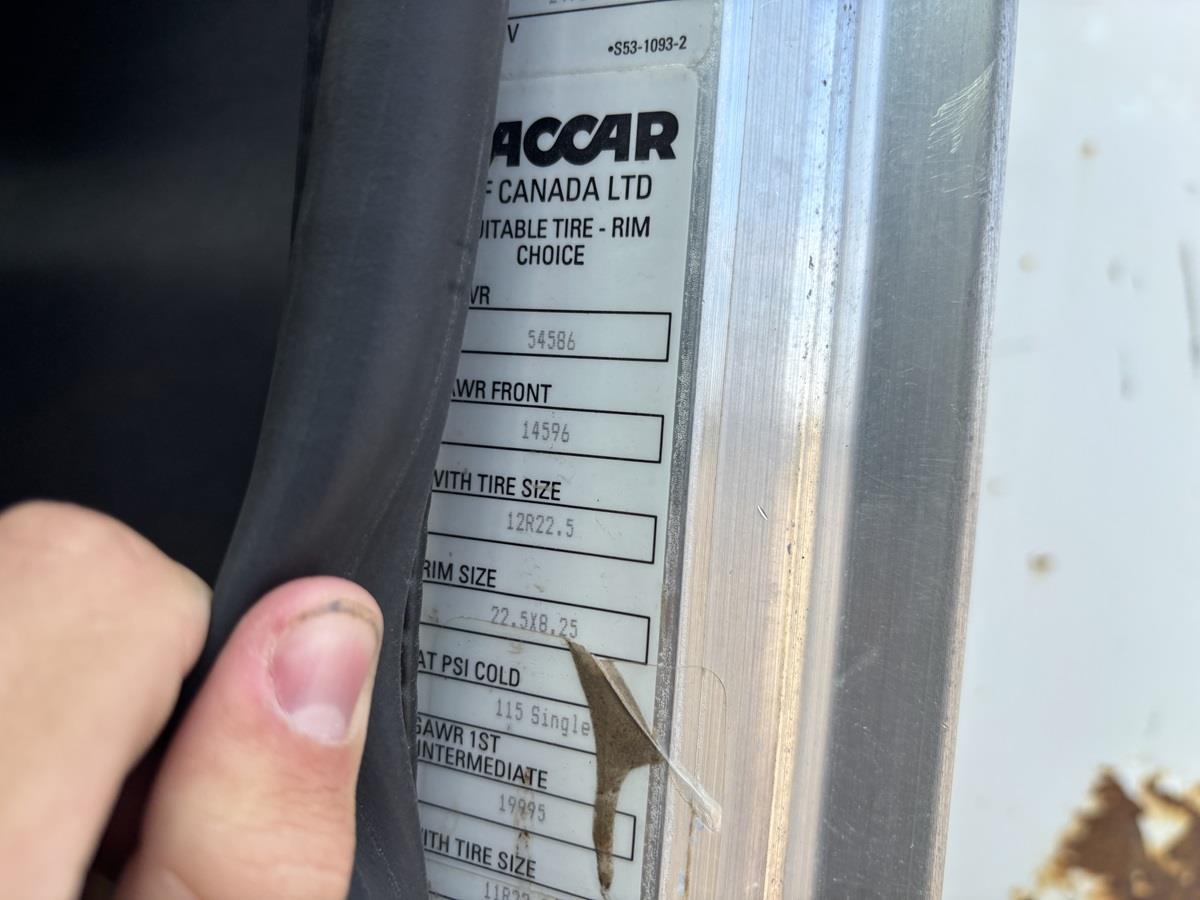 V
•S53-1093-2
ACCAR
F CANADA LTD
UITABLE TIRE - RIM
CHOICE
VR
54586
AWR FRONT
14596
WITH TIRE SIZE
12R22.5
RIM SIZE
22.5X8.25
AT PSI COLD
115 Single
GAWR 1ST
INTERMEDIATE
19995
ITH TIRE SIZE